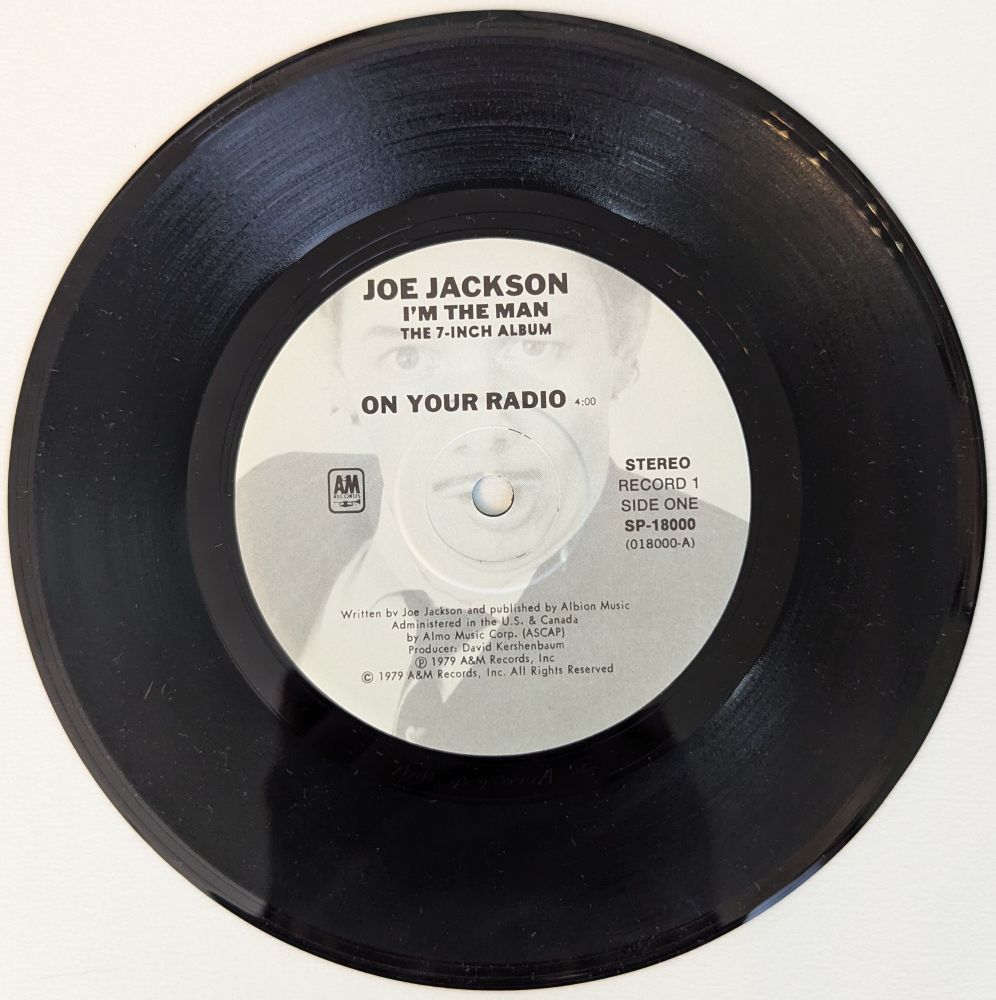 JOE JACKSON
I'M THE MAN
THE 7-INCH ALBUM
ON YOUR RADIO 4:00
A&M
RECORDS
STEREO
RECORD 1
SIDE ONE
SP-18000
(018000-A)
Written by Joe Jackson and published by Albion Music
Administered in the U.S. & Canada
by Almo Music Corp. (ASCAP)
Producer: David Kershenbaum
℗ 1979 A&M Records, Inc
© 1979 A&M Records, Inc. All Rights Reserved